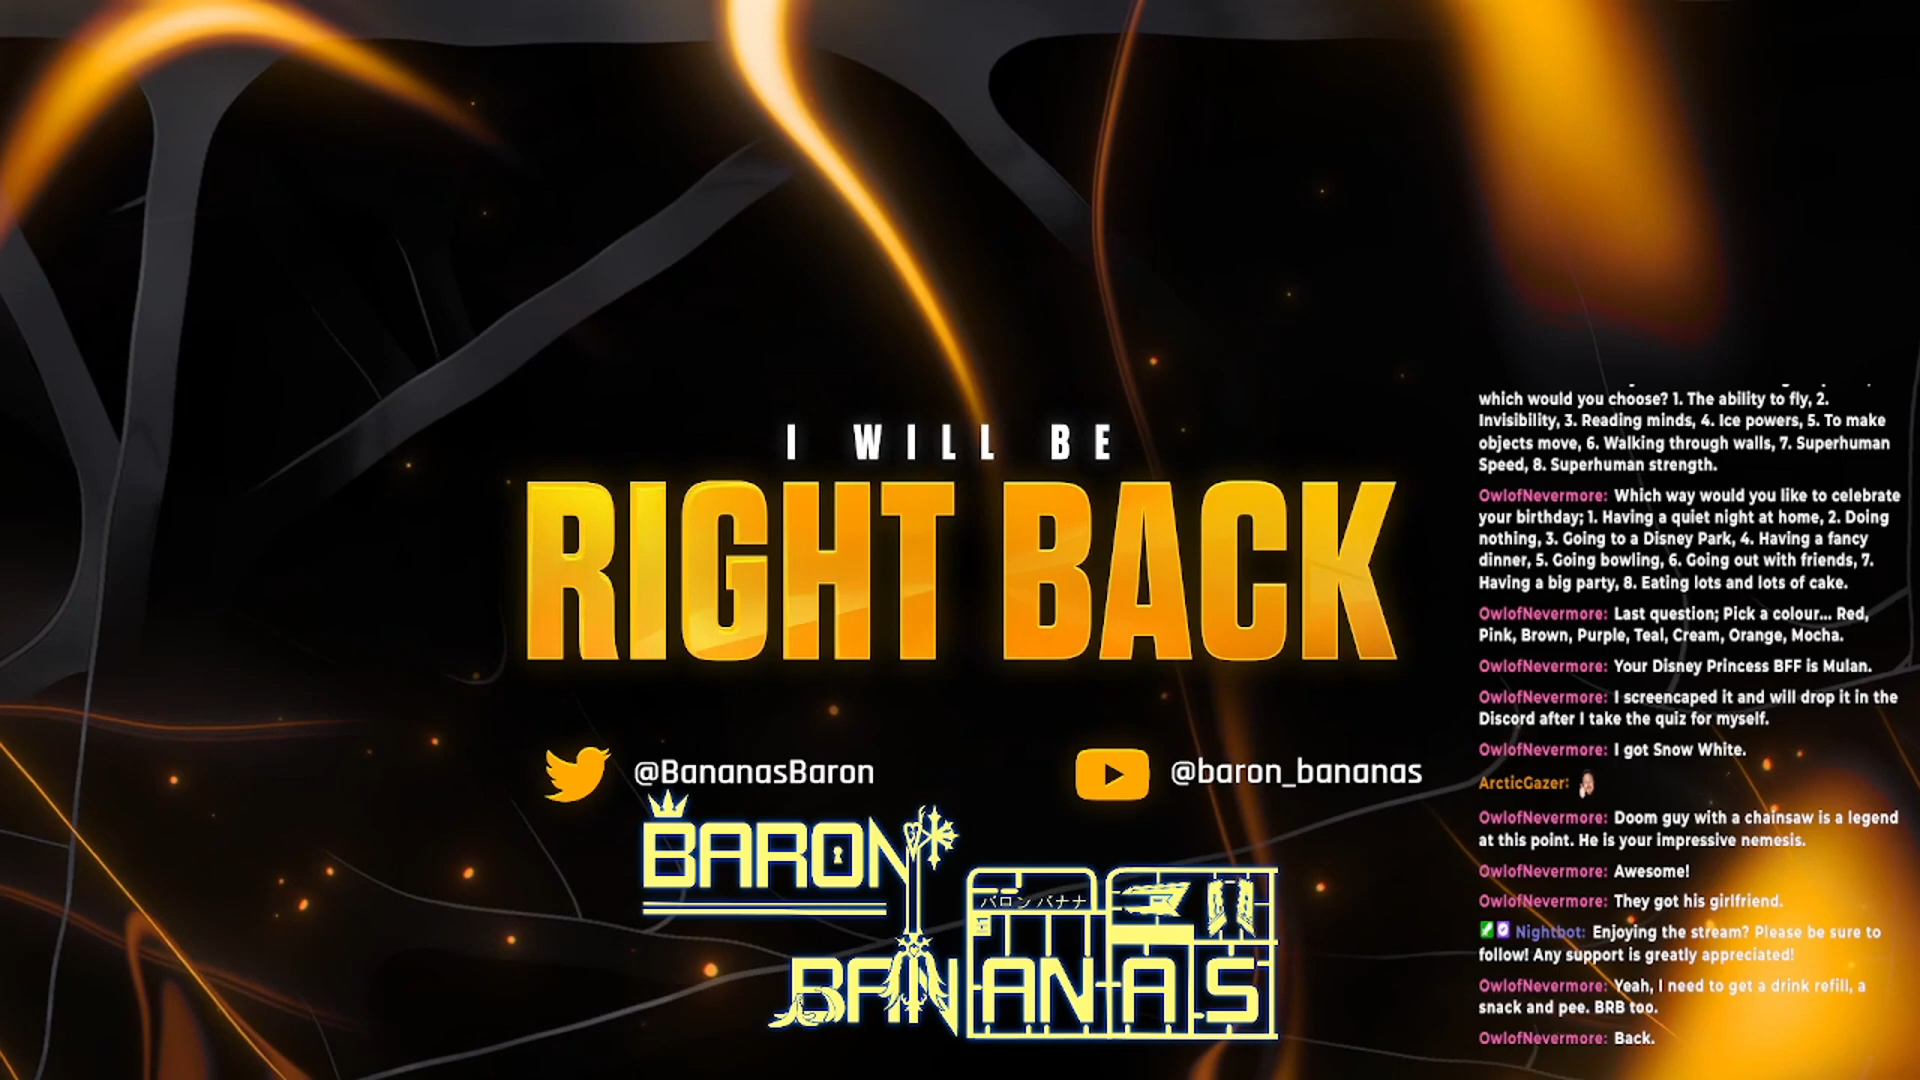 I WILL BE
RIGHT BACK
@BananasBaron
@baron_bananas
BARON
バロン バナナ
BANANAS
which would you choose? 1. The ability to fly, 2.
Invisibility, 3. Reading minds, 4. Ice powers, 5. To make
objects move, 6. Walking through walls, 7. Superhuman
Speed, 8. Superhuman strength.
OwlofNevermore: Which way would you like to celebrate
your birthday; 1. Having a quiet night at home, 2. Doing
nothing, 3. Going to a Disney Park, 4. Having a fancy
dinner, 5. Going bowling, 6. Going out with friends, 7.
Having a big party, 8. Eating lots and lots of cake.
OwlofNevermore: Last question; Pick a colour... Red,
Pink, Brown, Purple, Teal, Cream, Orange, Mocha.
OwlofNevermore: Your Disney Princess BFF is Mulan.
OwlofNevermore: I screencaped it and will drop it in the
Discord after I take the quiz for myself.
OwlofNevermore: I got Snow White.
ArcticGazer:
OwlofNevermore: Doom guy with a chainsaw is a legend
at this point. He is your impressive nemesis.
OwlofNevermore: Awesome!
OwlofNevermore: They got his girlfriend.
Nightbot: Enjoying the stream? Please be sure to
follow! Any support is greatly appreciated!
OwlofNevermore: Yeah, I need to get a drink refill, a
snack and pee. BRB too.
OwlofNevermore: Back.